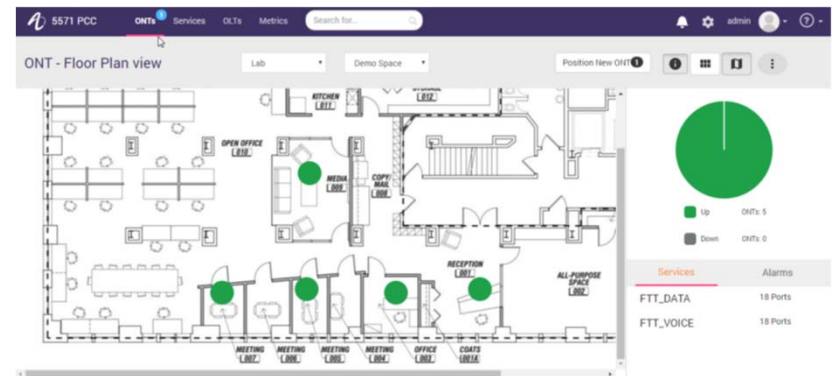 5571 PCC
ONTs 1
Services
OLTs
Metrics
Search for..
admin
ONT - Floor Plan view
Lab
Demo Space
Position New ONT 1
KITCHEN
011
012
OPEN OFFICE
010
MEDIA
009
COPY/
MAIL
008
RECEPTION
001
ALL-PURPOSE
SPACE
002
MEETING
007
MEETING
006
MEETING
005
MEETING
004
OFFICE
003
COATS
001A
Up
ONTs: 5
Down
ONTs: 0
Services
Alarms
FTT_DATA
18 Ports
FTT_VOICE
18 Ports